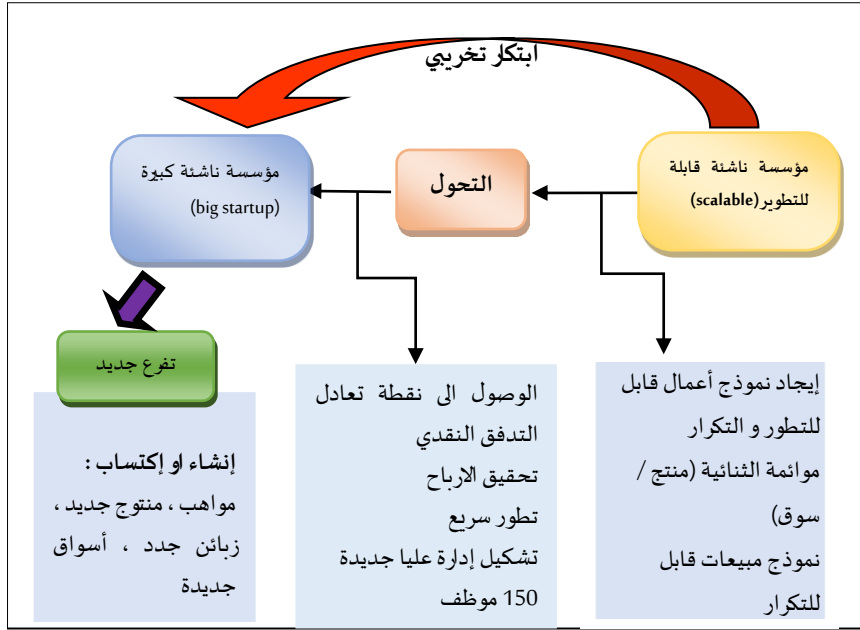 ابتكار تخريبي
مؤسسة ناشئة قابلة
للتطوير(scalable)
التحول
مؤسسة ناشئة كبيرة
(big startup)
تفوع جديد
إيجاد نموذج أعمال قابل
للتطور و التكرار
موائمة الثنائية (منتج /
سوق)
نموذج مبيعات قابل
للتكرار
الوصول الى نقطة تعادل
التدفق النقدي
تحقيق الارباح
تطور سريع
تشكيل إدارة عليا جديدة
150 موظف
إنشاء او إكتساب :
مواهب ، منتوج جديد ،
زبائن جدد ، أسواق
جديدة